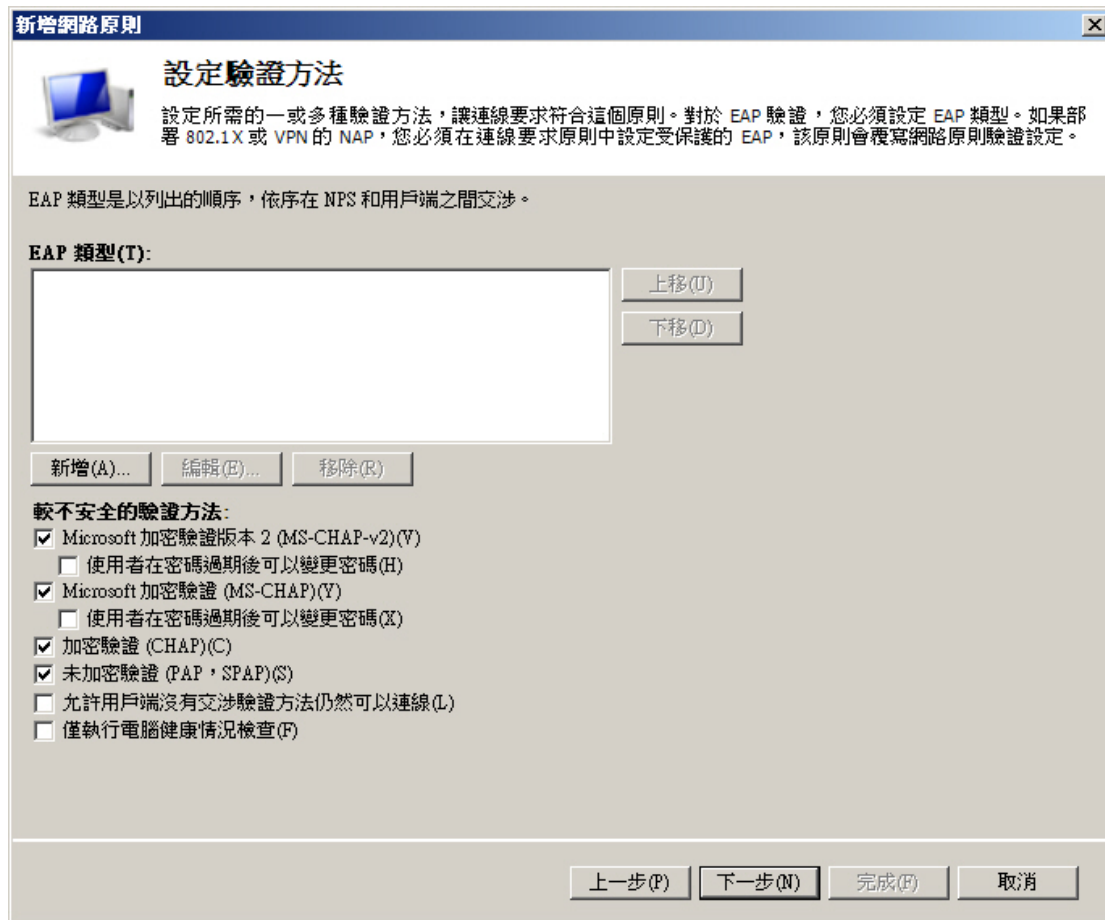 新增網路原則
設定驗證方法
設定所需的一或多種驗證方法，讓連線要求符合這個原則。對於 EAP 驗證，您必須設定 EAP 類型。如果部
署 802.1X 或 VPN 的 NAP，您必須在連線要求原則中設定受保護的 EAP，該原則會覆寫網路原則驗證設定。
EAP 類型是以列出的順序，依序在 NPS 和用戶端之間交涉。
EAP 類型(T):
上移(U)
下移(D)
新增(A)... 編輯(E)... 移除(R)
較不安全的驗證方法:
Microsoft 加密驗證版本 2 (MS-CHAP-v2)(V)
使用者在密碼過期後可以變更密碼(H)
Microsoft 加密驗證 (MS-CHAP)(Y)
使用者在密碼過期後可以變更密碼(X)
加密驗證 (CHAP)(C)
未加密驗證 (PAP，SPAP)(S)
允許用戶端沒有交涉驗證方法仍然可以連線(L)
僅執行電腦健康情況檢查(F)
上一步(P) 下一步(N) 完成(F) 取消